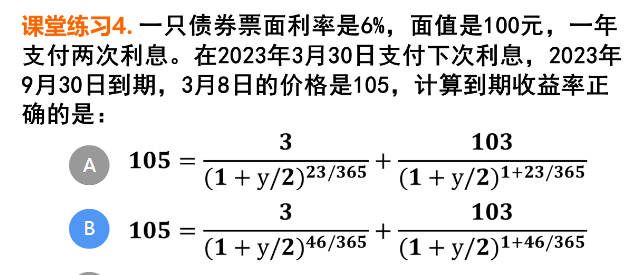 课堂练习4. 一只债券票面利率是6%，面值是100元，一年
支付两次利息。在2023年3月30日支付下次利息，2023年
9月30日到期，3月8日的价格是105，计算到期收益率正
确的是：
A 105 = 3/(1 + y/2)^{23/365} + 103/(1 + y/2)^{1+23/365}
B 105 = 3/(1 + y/2)^{46/365} + 103/(1 + y/2)^{1+46/365}